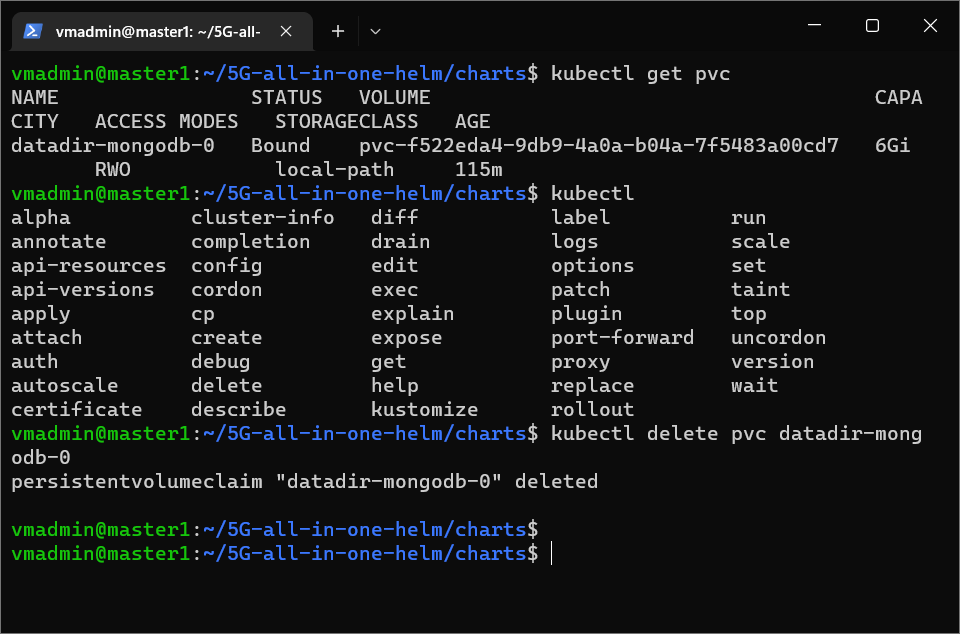 vmadmin@master1: ~/5G-all-
vmadmin@master1:~/5G-all-in-one-helm/charts$ kubectl get pvc
NAME                STATUS   VOLUME                                     CAPA
CITY   ACCESS MODES   STORAGECLASS   AGE
datadir-mongodb-0   Bound    pvc-f522eda4-9db9-4a0a-b04a-7f5483a00cd7   6Gi
       RWO            local-path     115m
vmadmin@master1:~/5G-all-in-one-helm/charts$ kubectl
alpha          cluster-info   diff           label          run
annotate       completion     drain          logs           scale
api-resources  config         edit           options        set
api-versions   cordon         exec           patch          taint
apply          cp             explain        plugin         top
attach         create         expose         port-forward   uncordon
auth           debug          get            proxy          version
autoscale      delete         help           replace        wait
certificate    describe       kustomize      rollout
vmadmin@master1:~/5G-all-in-one-helm/charts$ kubectl delete pvc datadir-mong
odb-0
persistentvolumeclaim "datadir-mongodb-0" deleted
vmadmin@master1:~/5G-all-in-one-helm/charts$
vmadmin@master1:~/5G-all-in-one-helm/charts$